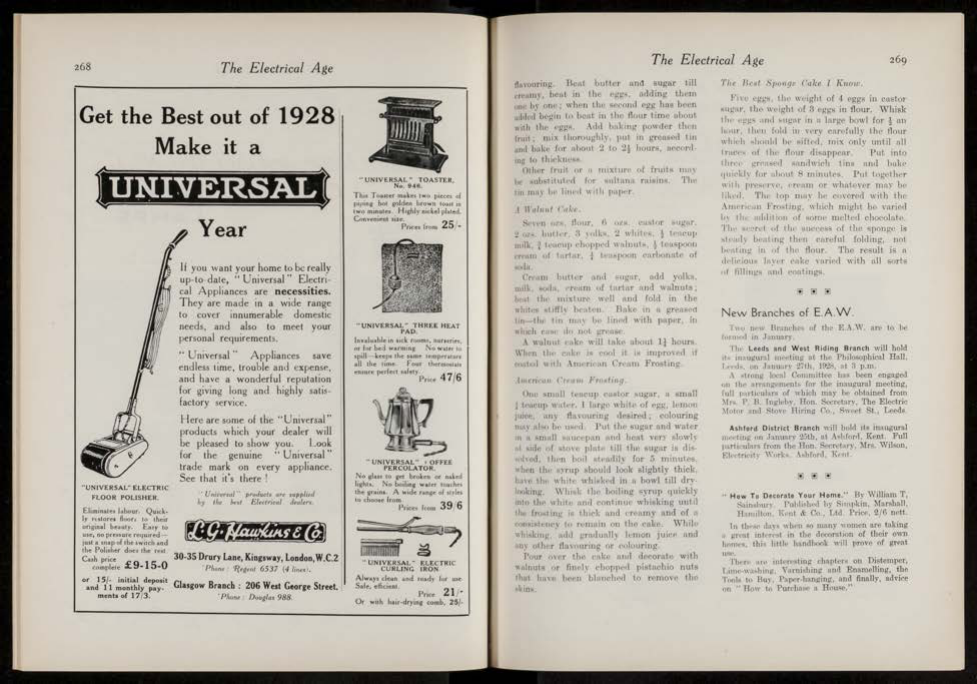 268
The Electrical Age
Get the Best out of 1928
Make it a
UNIVERSAL
Year
If you want your home to be really
up-to-date, "Universal" Electri-
cal Appliances are necessities.
They are made in a wide range
to cover innumerable domestic
needs, and also to meet your
personal requirements.
"Universal" Appliances save
endless time, trouble and expense,
and have a wonderful reputation
for giving long and highly satis-
factory service.
Here are some of the "Universal"
products which your dealer will
be pleased to show you. Look
for the genuine "Universal"
trade mark on every appliance.
See that it's there !
"Universal" products are supplied
by the best Electrical dealers.
L.G. Hawkins & Co.
30-35 Drury Lane, Kingsway, London, W.C.2
'Phone: Regent 6537 (4 lines).
Glasgow Branch : 206 West George Street.
'Phone : Douglas 988.
"UNIVERSAL" ELECTRIC
FLOOR POLISHER.
Eliminates labour. Quick-
ly restores floors to their
original beauty. Easy to
use, no pressure required—
just a snap of the switch and
the Polisher does the rest.
Cash price
complete £9-15-0
or 15/- initial deposit
and 11 monthly pay-
ments of 17/3.
"UNIVERSAL" TOASTER,
No. 946.
This Toaster makes two pieces of
piping hot golden brown toast in
two minutes. Highly nickel plated.
Convenient size.
Prices from 25/-
"UNIVERSAL" THREE HEAT
PAD.
Invaluable in sick rooms, nurseries,
or for bed warming. No water to
spill—keeps the same temperature
all the time. Four thermostats
ensure perfect safety.
Price 47/6
"UNIVERSAL" COFFEE
PERCOLATOR.
No glass to get broken or naked
lights. No boiling water touches
the grains. A wide range of styles
to choose from.
Prices from 39/6
"UNIVERSAL" ELECTRIC
CURLING IRON
Always clean and ready for use
Safe, efficient.
Price 21/-
Or with hair-drying comb, 25/-
The Electrical Age
269
flavouring. Beat butter and sugar till
creamy, beat in the eggs, adding them
one by one; when the second egg has been
added begin to beat in the flour time about
with the eggs. Add baking powder then
fruit; mix thoroughly, put in greased tin
and bake for about 2 to 2½ hours, accord-
ing to thickness.
Other fruit or a mixture of fruits may
be substituted for sultana raisins. The
tin may be lined with paper.
A Walnut Cake.
Seven ozs. flour, 6 ozs. castor sugar,
2 ozs. butter, 3 yolks, 2 whites, ½ teacup
milk, teacup chopped walnuts, ½ teaspoon
cream of tartar, teaspoon carbonate of
soda.
Cream butter and sugar, add yolks,
milk, soda, cream of tartar and walnuts;
beat the mixture well and fold in the
whites stiffly beaten. Bake in a greased
tin—the tin may be lined with paper, in
which case do not grease.
A walnut cake will take about 1½ hours.
When the cake is cool it is improved if
coated with American Cream Frosting.
American Cream Frosting.
One small teacup castor sugar, a small
teacup water, 1 large white of egg, lemon
juice, any flavouring desired; colouring
may also be used. Put the sugar and water
in a small saucepan and heat very slowly
at side of stove plate till the sugar is dis-
solved, then boil steadily for 5 minutes,
when the syrup should look slightly thick,
have the white whisked in a bowl till dry-
looking. Whisk the boiling syrup quickly
into the white and continue whisking until
the frosting is thick and creamy and of a
consistency to remain on the cake. While
whisking, add gradually lemon juice and
any other flavouring or colouring.
Pour over the cake and decorate with
walnuts or finely chopped pistachio nuts
that have been blanched to remove the
skins.
The Best Sponge Cake I Know.
Five eggs, the weight of 4 eggs in castor
sugar, the weight of 3 eggs in flour. Whisk
the eggs and sugar in a large bowl for ½ an
hour, then fold in very carefully the flour
which should be sifted, mix only until all
traces of the flour disappear. Put into
three greased sandwich tins and bake
quickly for about 8 minutes. Put together
with preserve, cream or whatever may be
liked. The top may be covered with the
American Frosting, which might be varied
by the addition of some melted chocolate.
The secret of the success of the sponge is
steady beating then careful folding, not
beating in of the flour. The result is a
delicious layer cake varied with all sorts
of fillings and coatings.
New Branches of E.A.W.
Two new Branches of the E.A.W. are to be
formed in January.
The Leeds and West Riding Branch will hold
its inaugural meeting at the Philosophical Hall,
Leeds, on January 27th, 1928, at 3 p.m.
A strong local Committee has been engaged
on the arrangements for the inaugural meeting,
full particulars of which may be obtained from
Mrs. P. B. Ingleby, Hon. Secretary, The Electric
Motor and Stove Hiring Co., Sweet St., Leeds.
Ashford District Branch will hold its inaugural
meeting on January 25th, at Ashford, Kent. Full
particulars from the Hon. Secretary, Mrs. Wilson,
Electricity Works, Ashford, Kent.
"How To Decorate Your Home." By William T.
Sainsbury. Published by Simpkin, Marshall,
Hamilton, Kent & Co., Ltd. Price, 2/6 nett.
In these days when so many women are taking
a great interest in the decoration of their own
homes, this little handbook will prove of great
use.
There are interesting chapters on Distemper,
Lime-washing, Varnishing and Enamelling, the
Tools to Buy, Paper-hanging, and finally, advice
on "How to Purchase a House."